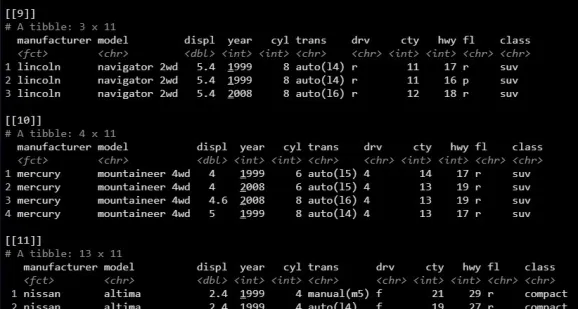 [[9]]
# A tibble: 3 x 11
manufacturer model displ year cyl trans drv cty hwy fl class
<fct> <chr> <dbl> <int> <int> <chr> <chr> <int> <int> <chr> <chr>
1 lincoln navigator 2wd 5.4 1999 8 auto(l4) r 11 17 r suv
2 lincoln navigator 2wd 5.4 1999 8 auto(l4) r 11 16 p suv
3 lincoln navigator 2wd 5.4 2008 8 auto(l6) r 12 18 r suv
[[10]]
# A tibble: 4 x 11
manufacturer model displ year cyl trans drv cty hwy fl class
<fct> <chr> <dbl> <int> <int> <chr> <chr> <int> <int> <chr> <chr>
1 mercury mountaineer 4wd 4 1999 6 auto(l5) 4 14 17 r suv
2 mercury mountaineer 4wd 4 2008 6 auto(l5) 4 13 19 r suv
3 mercury mountaineer 4wd 4.6 2008 8 auto(l6) 4 13 19 r suv
4 mercury mountaineer 4wd 5 1999 8 auto(l4) 4 13 17 r suv
[[11]]
# A tibble: 13 x 11
manufacturer model displ year cyl trans drv cty hwy fl class
<fct> <chr> <dbl> <int> <int> <chr> <chr> <int> <int> <chr> <chr>
1 nissan altima 2.4 1999 4 manual(m5) f 21 29 r compact
2 nissan altima 2.4 1999 4 auto(l4) f 19 27 r compact